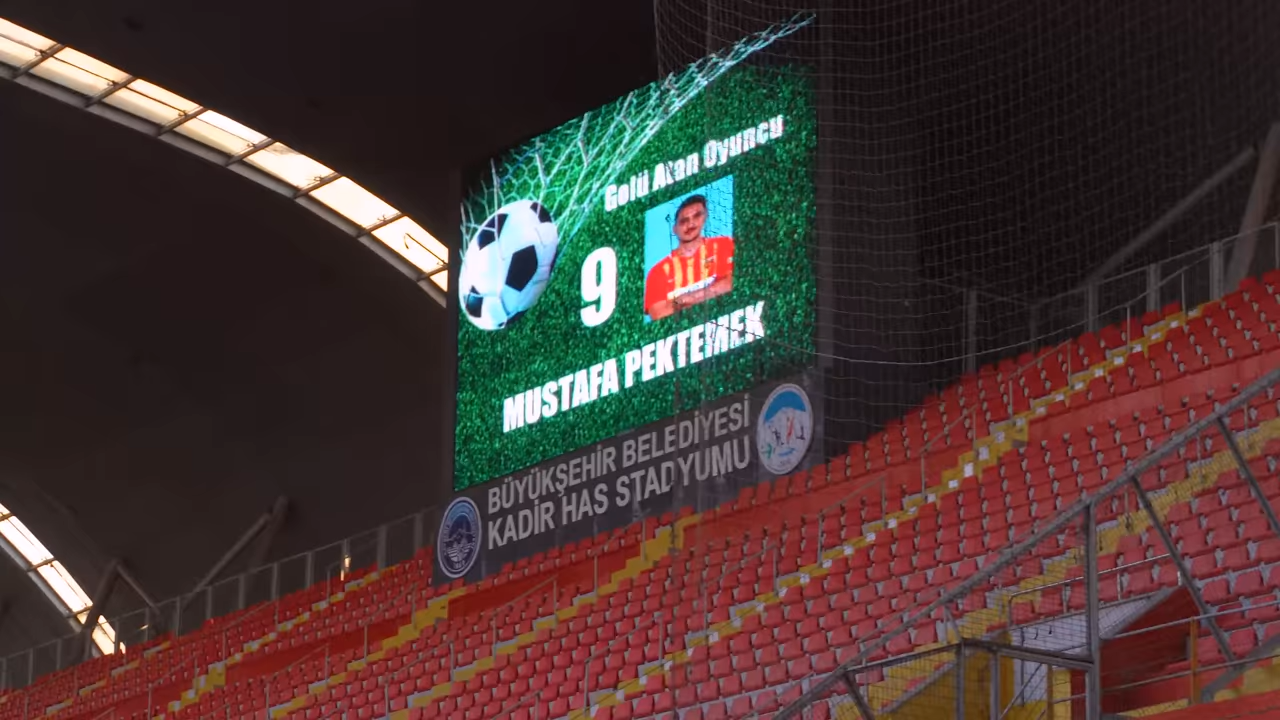 Golü Atan Oyuncu
9
MUSTAFA PEKTEMEK
BÜYÜKŞEHİR BELEDİYESİ
KADİR HAS STADYUMU